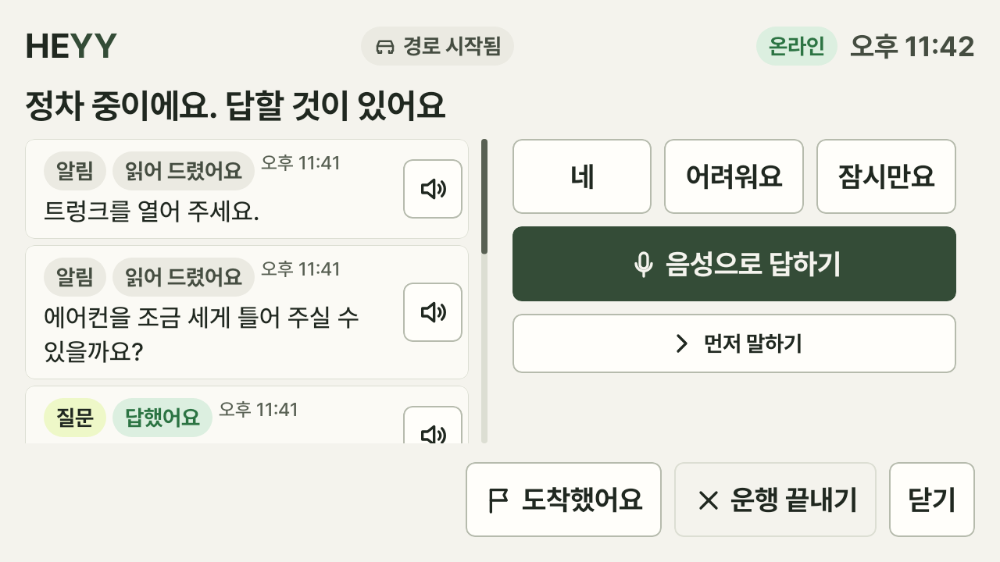 HEYY
경로 시작됨
온라인
오후 11:42
정차 중이에요. 답할 것이 있어요
알림 읽어 드렸어요 오후 11:41
트렁크를 열어 주세요.
알림 읽어 드렸어요 오후 11:41
에어컨을 조금 세게 틀어 주실 수
있을까요?
질문 답했어요 오후 11:41
네
어려워요
잠시만요
음성으로 답하기
먼저 말하기
도착했어요
운행 끝내기
닫기